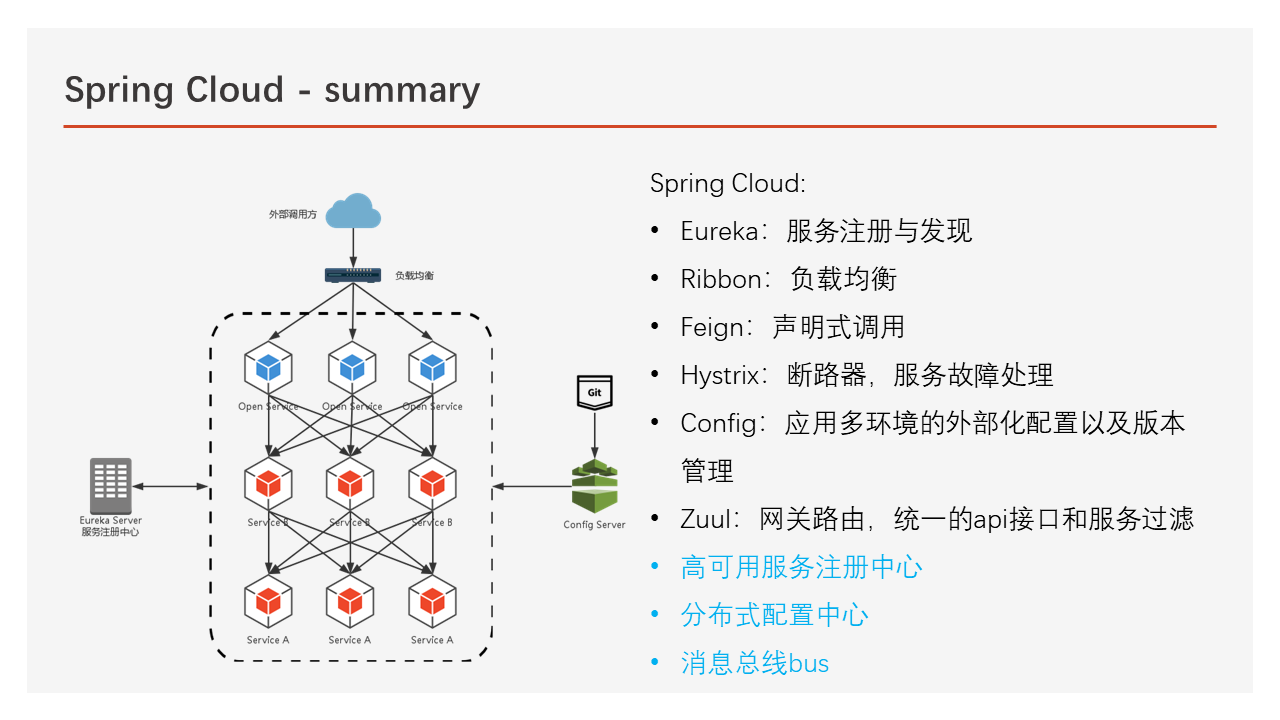 Spring Cloud - summary
外部调用方
负载均衡
Open Service
Open Service
Open Service
Service B
Service B
Service B
Service A
Service A
Service A
Eureka Server
服务注册中心
Git
Config Server
Spring Cloud:
• Eureka：服务注册与发现
• Ribbon：负载均衡
• Feign：声明式调用
• Hystrix：断路器，服务故障处理
• Config：应用多环境的外部化配置以及版本
管理
• Zuul：网关路由，统一的api接口和服务过滤
• 高可用服务注册中心
• 分布式配置中心
• 消息总线bus